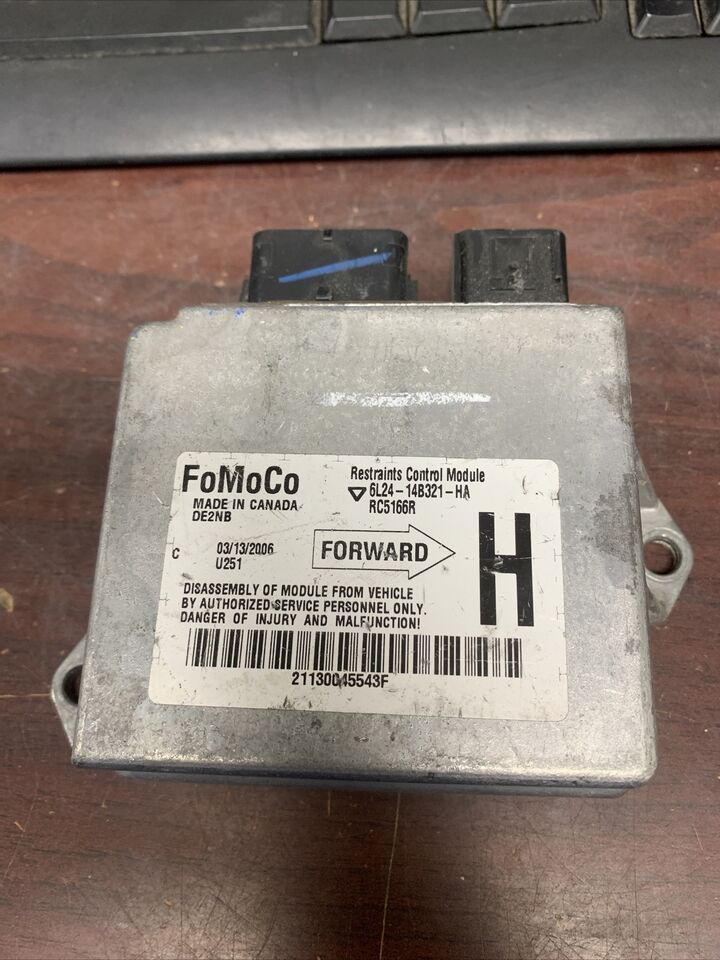 FoMoCo
MADE IN CANADA
DE2NB
Restraints Control Module
6L24-14B321-HA
RC5166R
C 03/13/2006
U251
FORWARD
H
DISASSEMBLY OF MODULE FROM VEHICLE
BY AUTHORIZED SERVICE PERSONNEL ONLY.
DANGER OF INJURY AND MALFUNCTION!
21130045543F